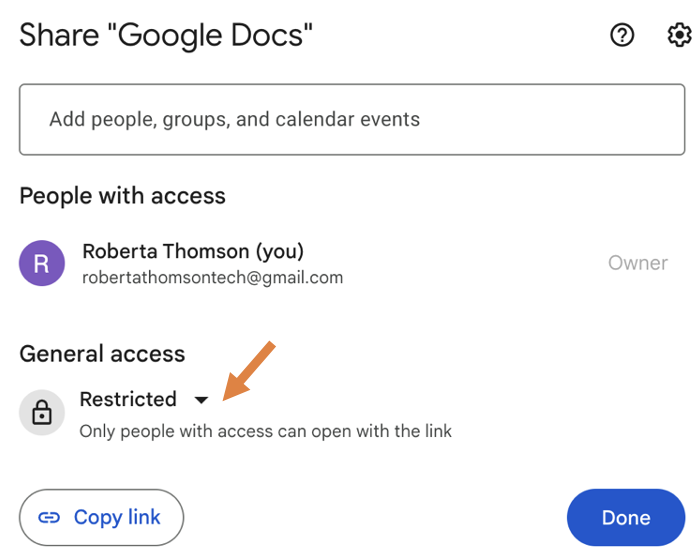 Share "Google Docs"
Add people, groups, and calendar events
People with access
R
Roberta Thomson (you)
robertathomsontech@gmail.com
Owner
General access
Restricted
Only people with access can open with the link
Copy link
Done